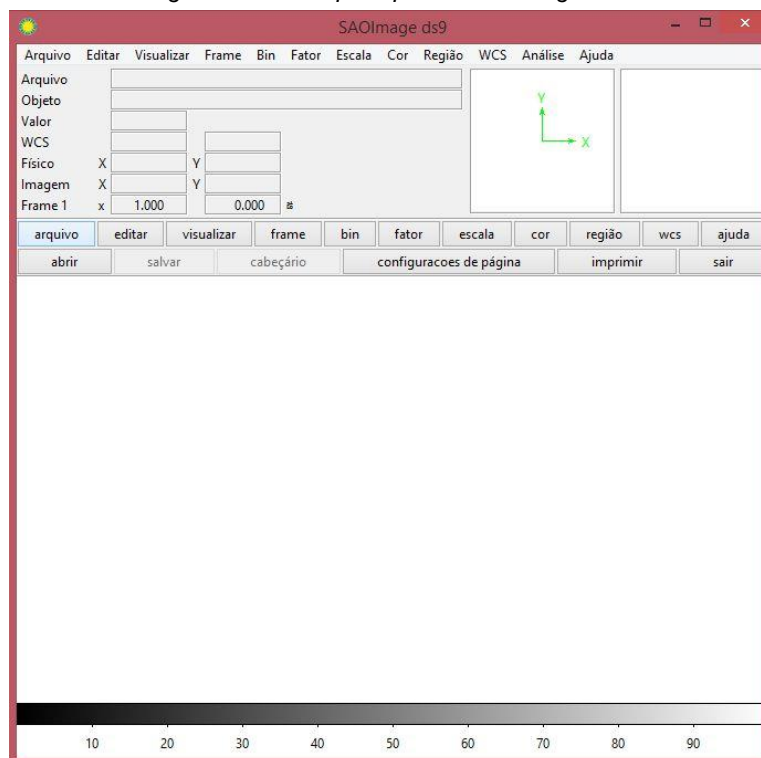 SAOImage ds9
Arquivo Editar Visualizar Frame Bin Fator Escala Cor Região WCS Análise Ajuda
Arquivo
Objeto
Valor
WCS
Físico X Y
Imagem X Y
Frame 1 x 1.000 0.000
Y
X
arquivo editar visualizar frame bin fator escala cor região wcs ajuda
abrir salvar cabeçário configuracoes de página imprimir sair
10 20 30 40 50 60 70 80 90